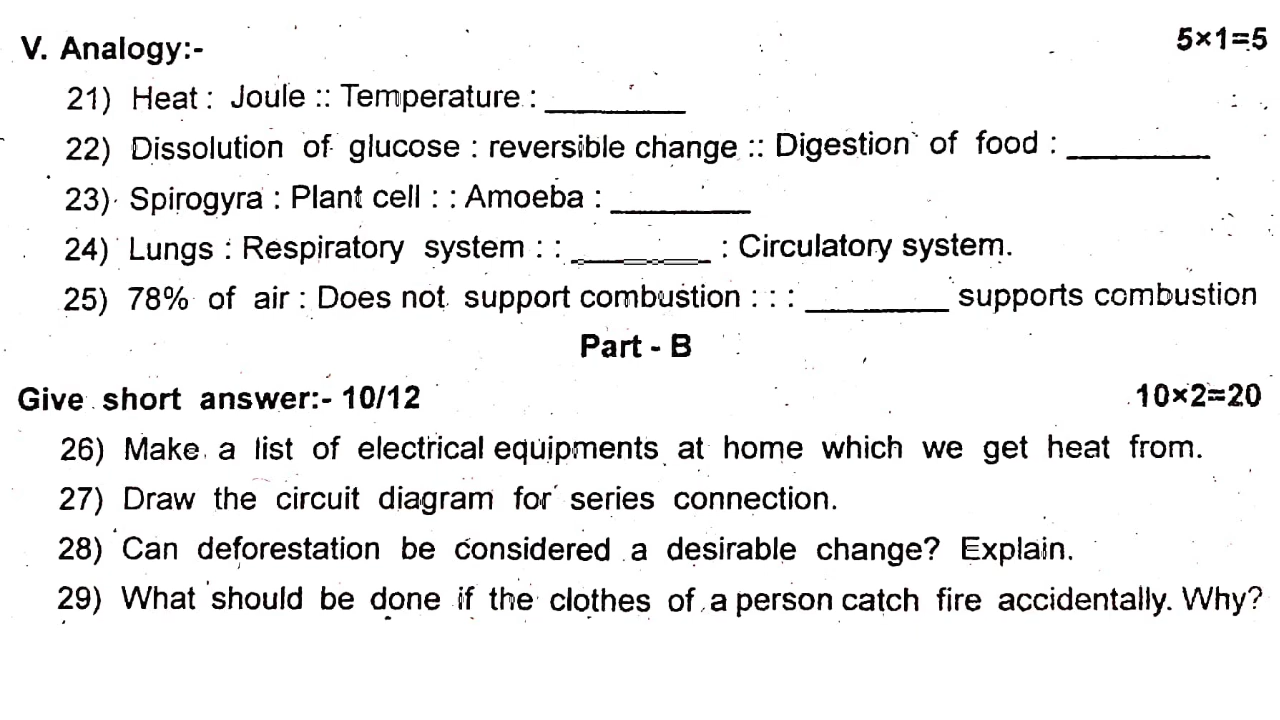 V. Analogy:- 5×1=5
21) Heat : Joule :: Temperature : ________
22) Dissolution of glucose : reversible change :: Digestion of food : ________
23) Spirogyra : Plant cell : : Amoeba : ________
24) Lungs : Respiratory system : : ________ : Circulatory system.
25) 78% of air : Does not support combustion : : : ________ supports combustion
Part - B
Give short answer:- 10/12 10×2=20
26) Make a list of electrical equipments at home which we get heat from.
27) Draw the circuit diagram for series connection.
28) Can deforestation be considered a desirable change? Explain.
29) What should be done if the clothes of a person catch fire accidentally. Why?